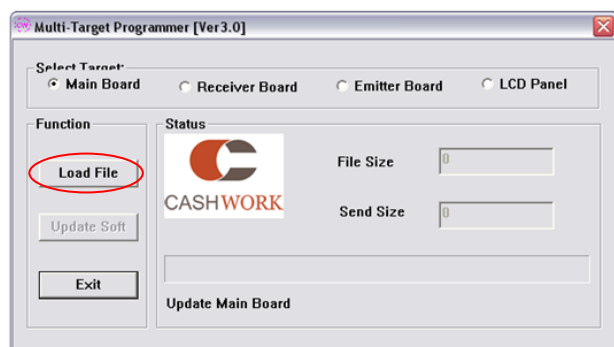 Multi-Target Programmer [Ver3.0]
Select Target:
Main Board Receiver Board Emitter Board LCD Panel
Function
Status
Load File
File Size 0
CASHWORK
Send Size 0
Update Soft
Exit
Update Main Board